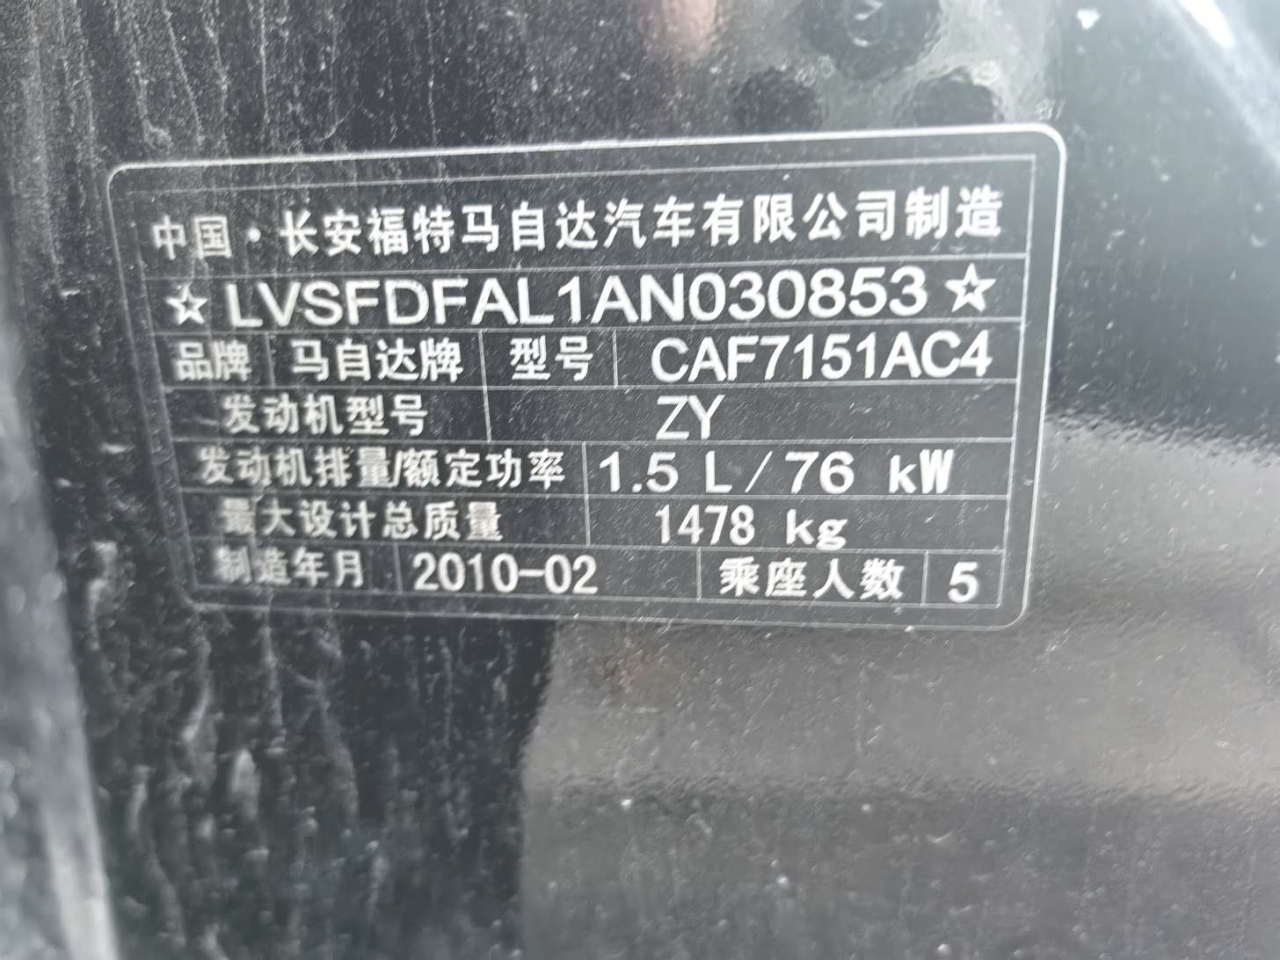 中国·长安福特马自达汽车有限公司制造
☆LVSFDFAL1AN030853☆
品牌 马自达牌 型号 CAF7151AC4
发动机型号 ZY
发动机排量/额定功率 1.5 L/76 kW
最大设计总质量 1478 kg
制造年月 2010-02 乘座人数 5